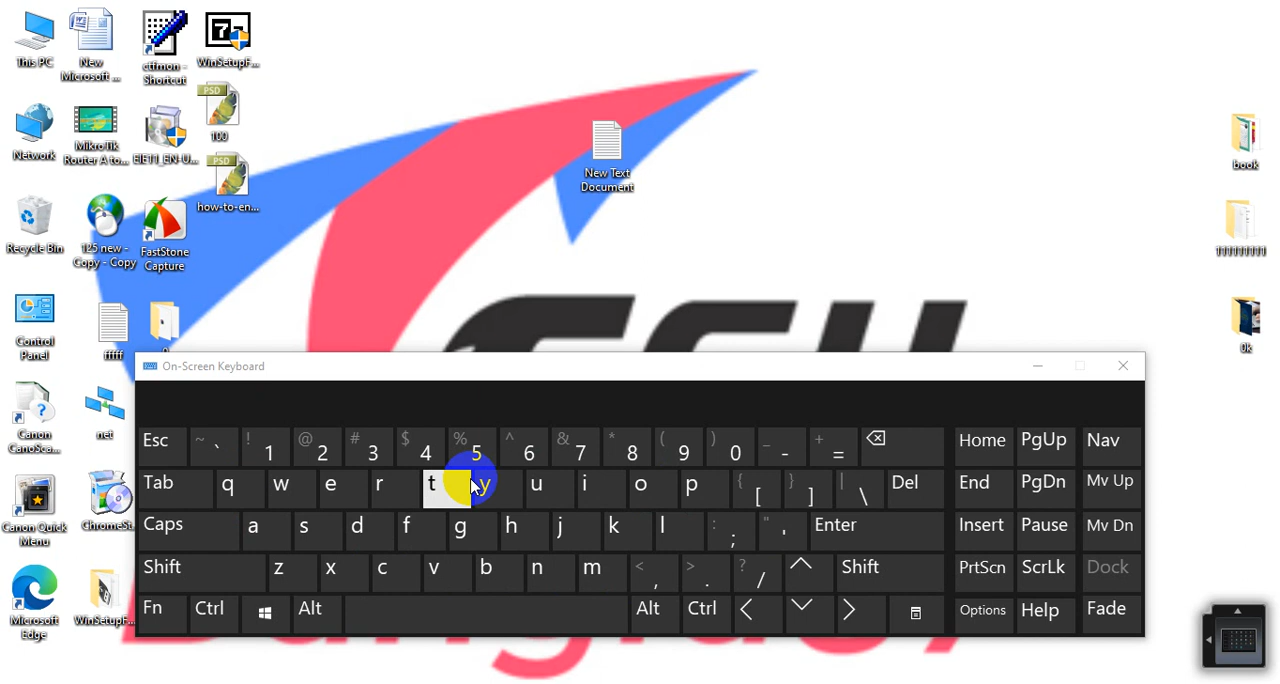 This PC
New
Microsoft ...
ctfmon -
Shortcut
WinSetupF...
PSD
100
Network
MikroTik
Router A to...
EIE11_EN-U...
PSD
how-to-en...
New Text
Document
book
Recycle Bin
125 new -
Copy - Copy
FastStone
Capture
1111111111
Control
Panel
fffff
0k
On-Screen Keyboard
Esc ~ ` ! 1 @ 2 # 3 $ 4 % 5 ^ 6 & 7 * 8 ( 9 ) 0 _ - + = Home PgUp Nav
Tab q w e r t y u i o p { [ } ] | \ Del End PgDn Mv Up
Caps a s d f g h j k l : ; " ' Enter Insert Pause Mv Dn
Shift z x c v b n m < , > . ? / Shift PrtScn ScrLk Dock
Fn Ctrl Alt Alt Ctrl Options Help Fade
Canon
CanoSca...
net
Canon Quick
Menu
ChromeSt...
Microsoft
Edge
WinSetupF...